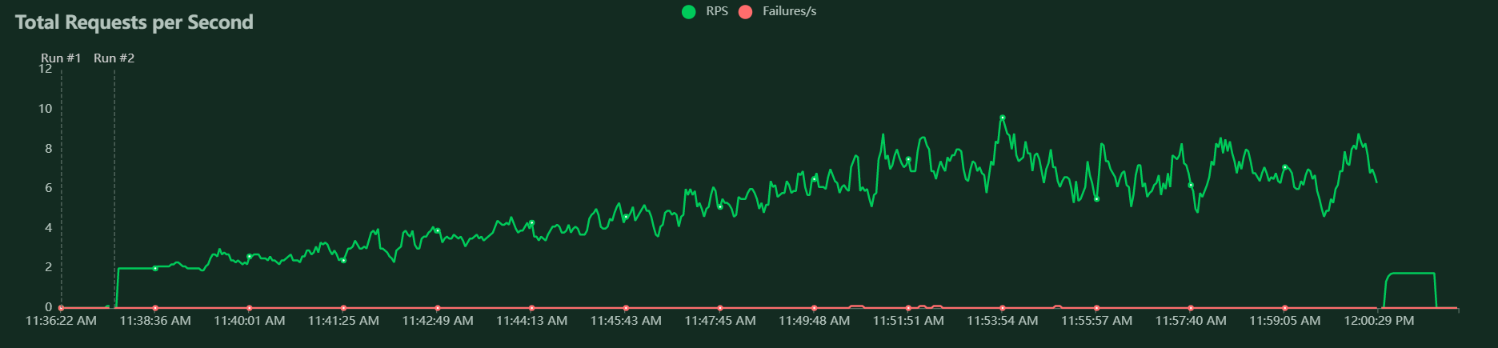 Total Requests per Second
RPS Failures/s
Run #1 Run #2
12
10
8
6
4
2
0
11:36:22 AM 11:38:36 AM 11:40:01 AM 11:41:25 AM 11:42:49 AM 11:44:13 AM 11:45:43 AM 11:47:45 AM 11:49:48 AM 11:51:51 AM 11:53:54 AM 11:55:57 AM 11:57:40 AM 11:59:05 AM 12:00:29 PM